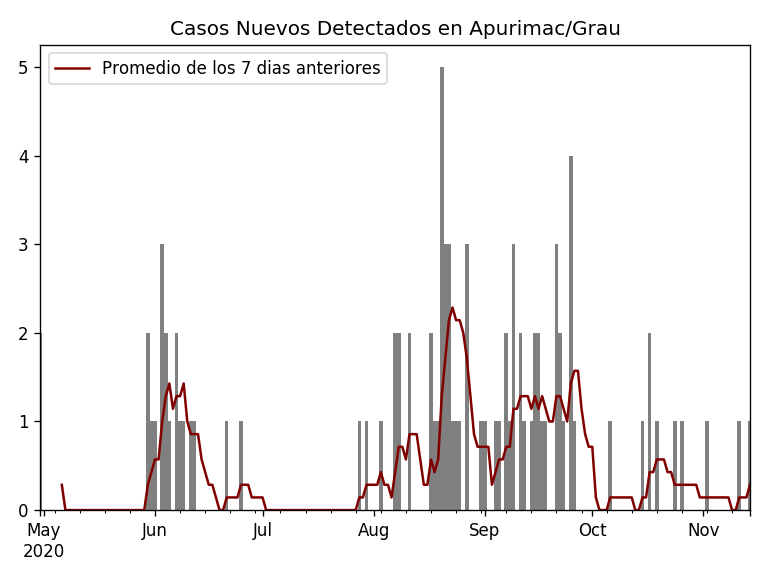 Casos Nuevos Detectados en Apurimac/Grau
Promedio de los 7 dias anteriores
5
4
3
2
1
0
May Jun Jul Aug Sep Oct Nov
2020